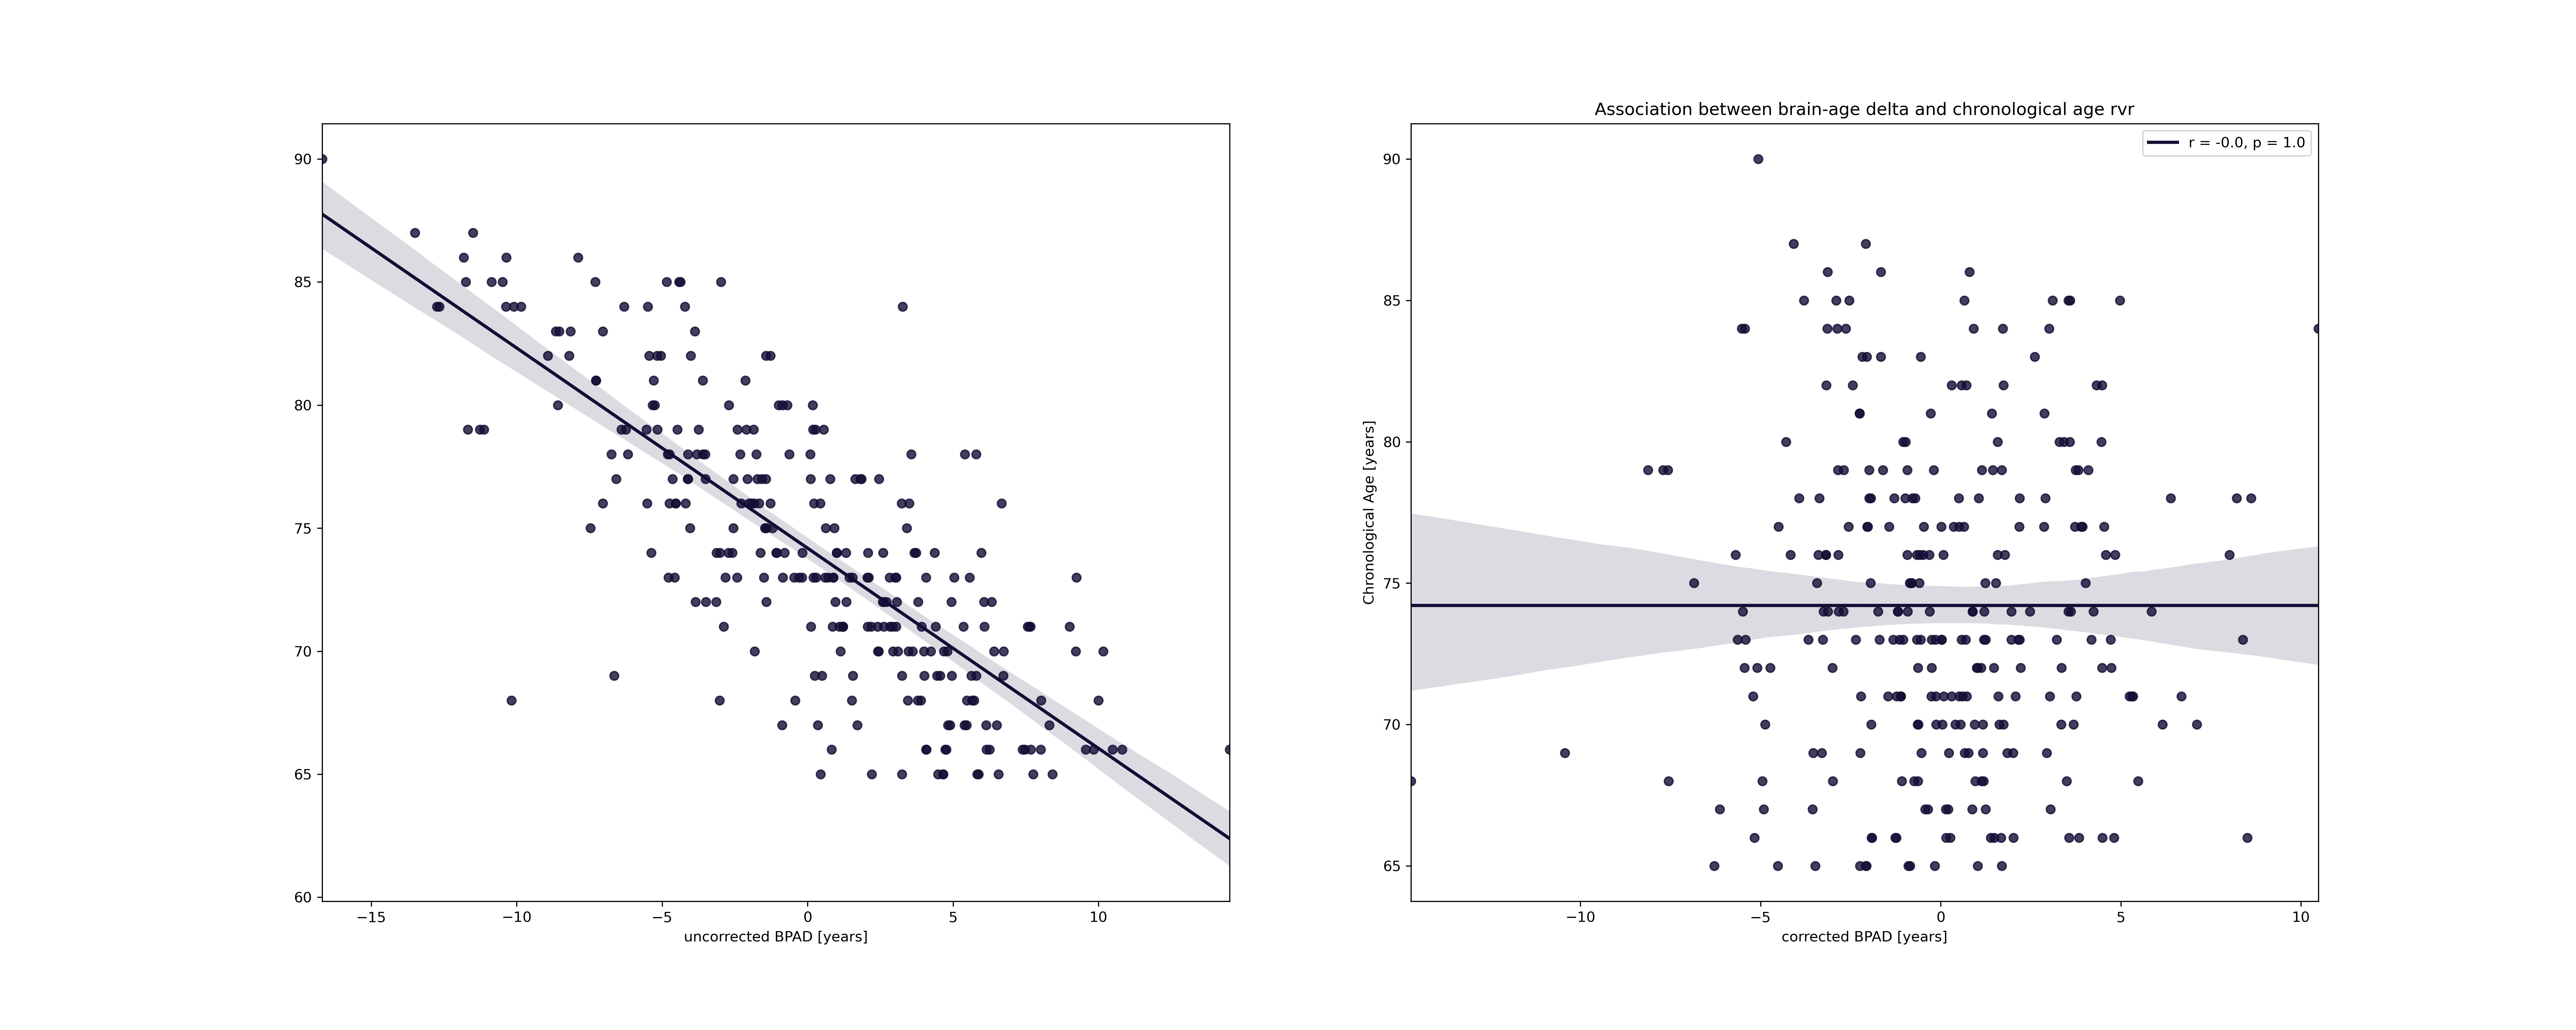 90
85
80
75
70
65
60
−15 −10 −5 0 5 10
uncorrected BPAD [years]
Association between brain-age delta and chronological age rvr
r = -0.0, p = 1.0
Chronological Age [years]
90
85
80
75
70
65
−10 −5 0 5 10
corrected BPAD [years]